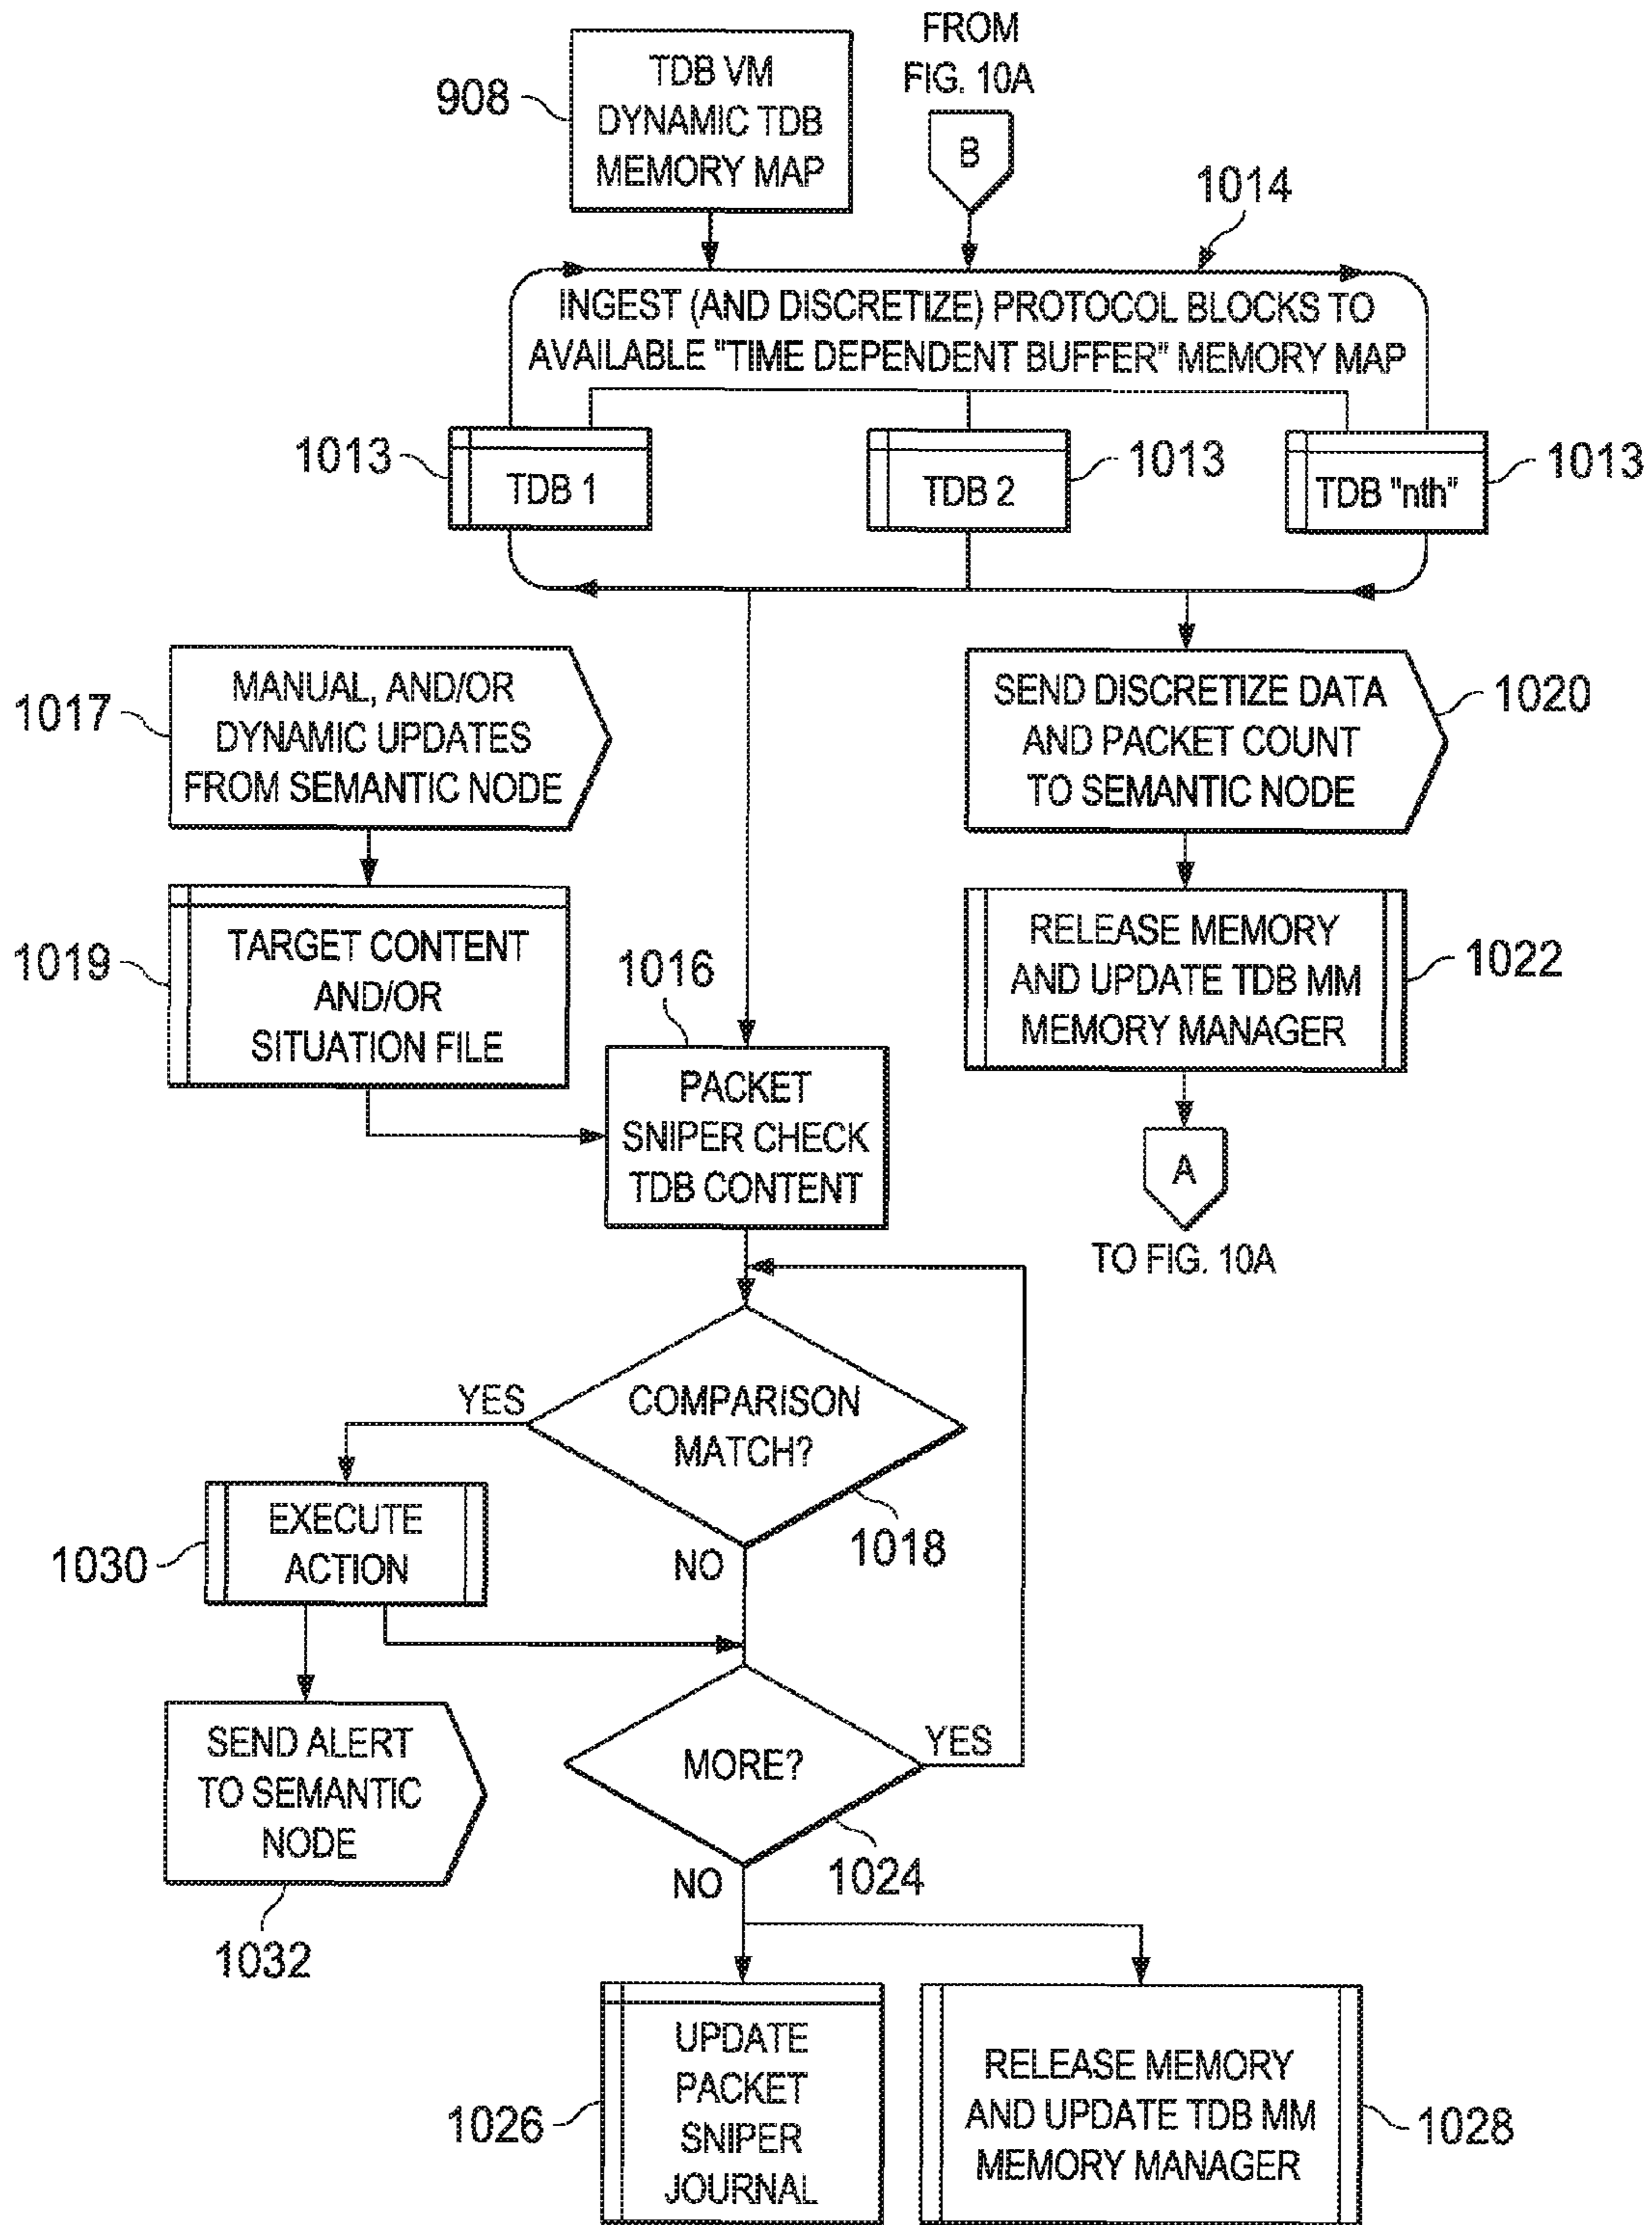 908
TDB VM
DYNAMIC TDB
MEMORY MAP
FROM
FIG. 10A
B
1014
INGEST (AND DISCRETIZE) PROTOCOL BLOCKS TO
AVAILABLE "TIME DEPENDENT BUFFER" MEMORY MAP
1013
TDB 1
TDB 2
1013
TDB "nth"
1013
1017
MANUAL, AND/OR
DYNAMIC UPDATES
FROM SEMANTIC NODE
SEND DISCRETIZE DATA
AND PACKET COUNT
TO SEMANTIC NODE
1020
1019
TARGET CONTENT
AND/OR
SITUATION FILE
1016
RELEASE MEMORY
AND UPDATE TDB MM
MEMORY MANAGER
1022
PACKET
SNIPER CHECK
TDB CONTENT
A
TO FIG. 10A
YES
COMPARISON
MATCH?
1018
NO
1030
EXECUTE
ACTION
SEND ALERT
TO SEMANTIC
NODE
1032
MORE?
YES
1024
NO
1026
UPDATE
PACKET
SNIPER
JOURNAL
RELEASE MEMORY
AND UPDATE TDB MM
MEMORY MANAGER
1028